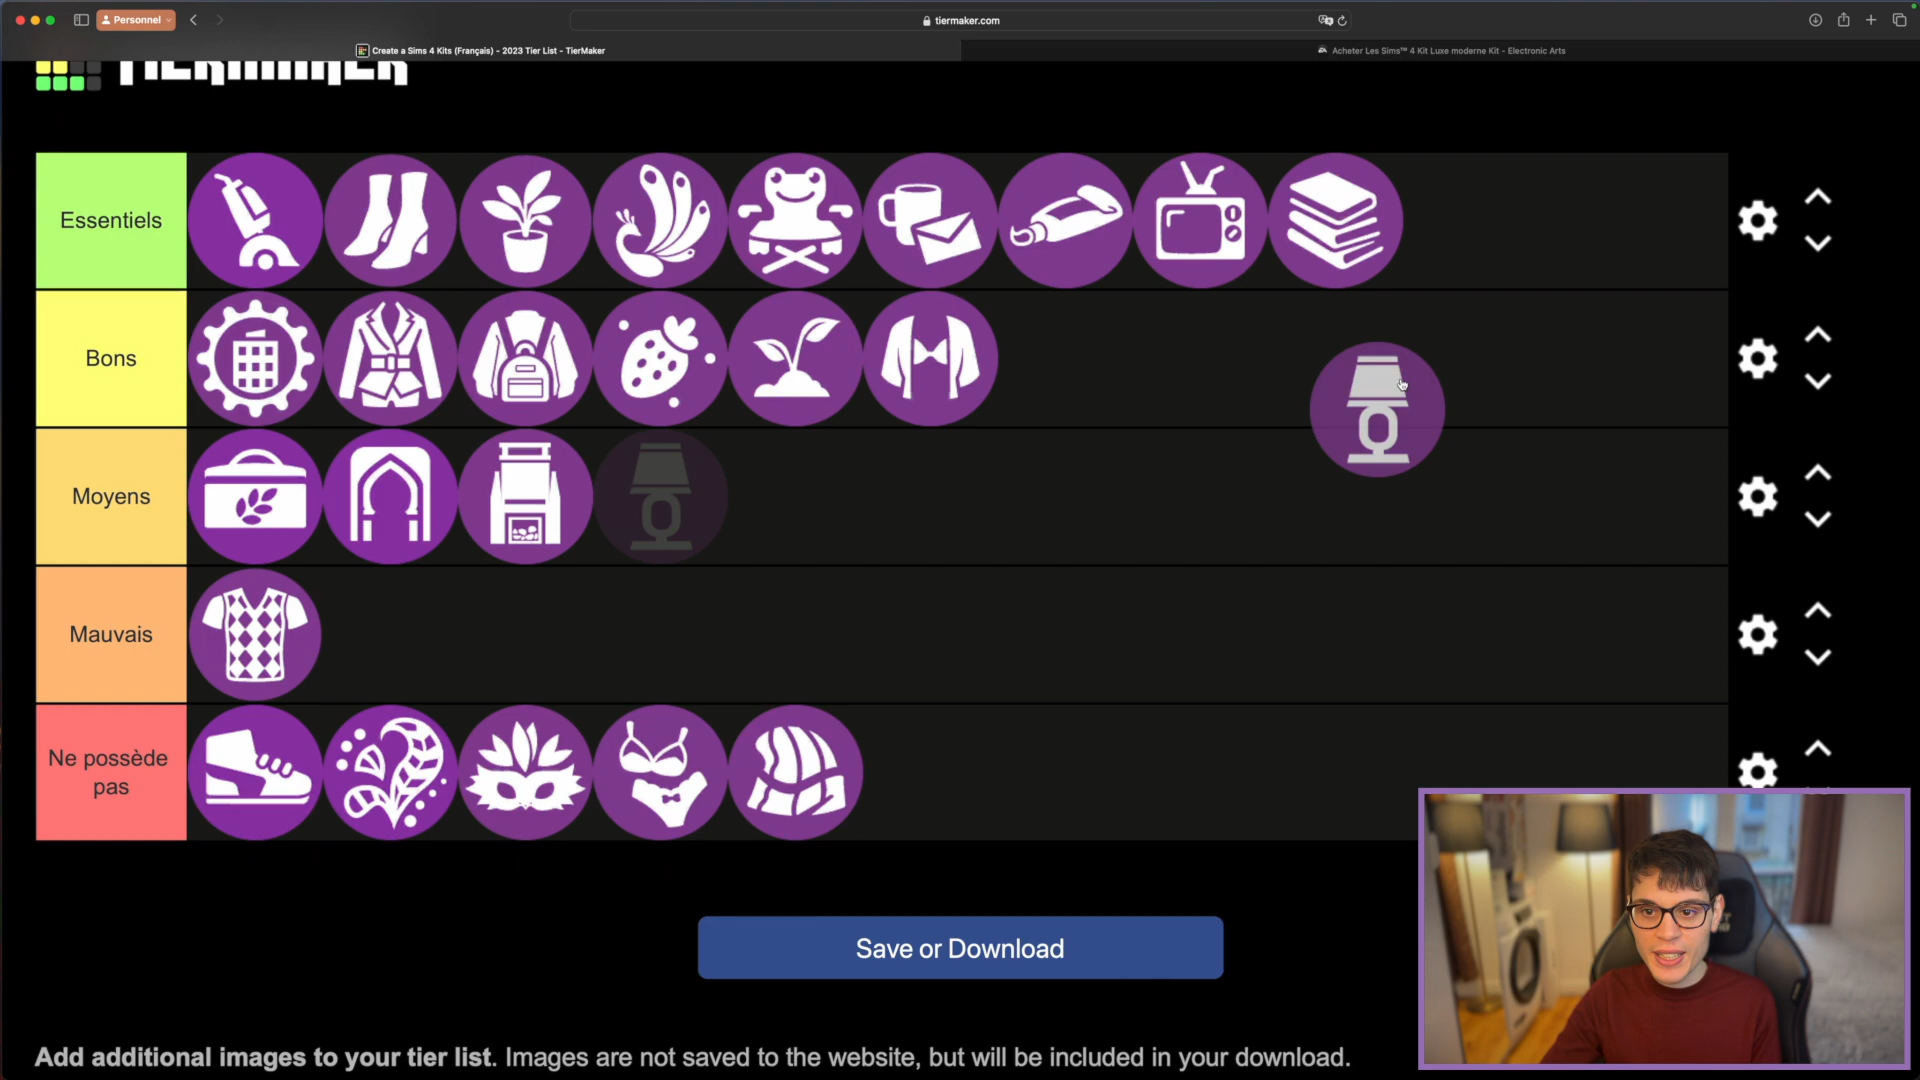 Personnel
tiermaker.com
Create a Sims 4 Kits (Français) - 2023 Tier List - TierMaker
Acheter Les Sims™ 4 Kit Luxe moderne Kit - Electronic Arts
TIERMAKER
Essentiels
Bons
Moyens
Mauvais
Ne possède
pas
Save or Download
Add additional images to your tier list. Images are not saved to the website, but will be included in your download.